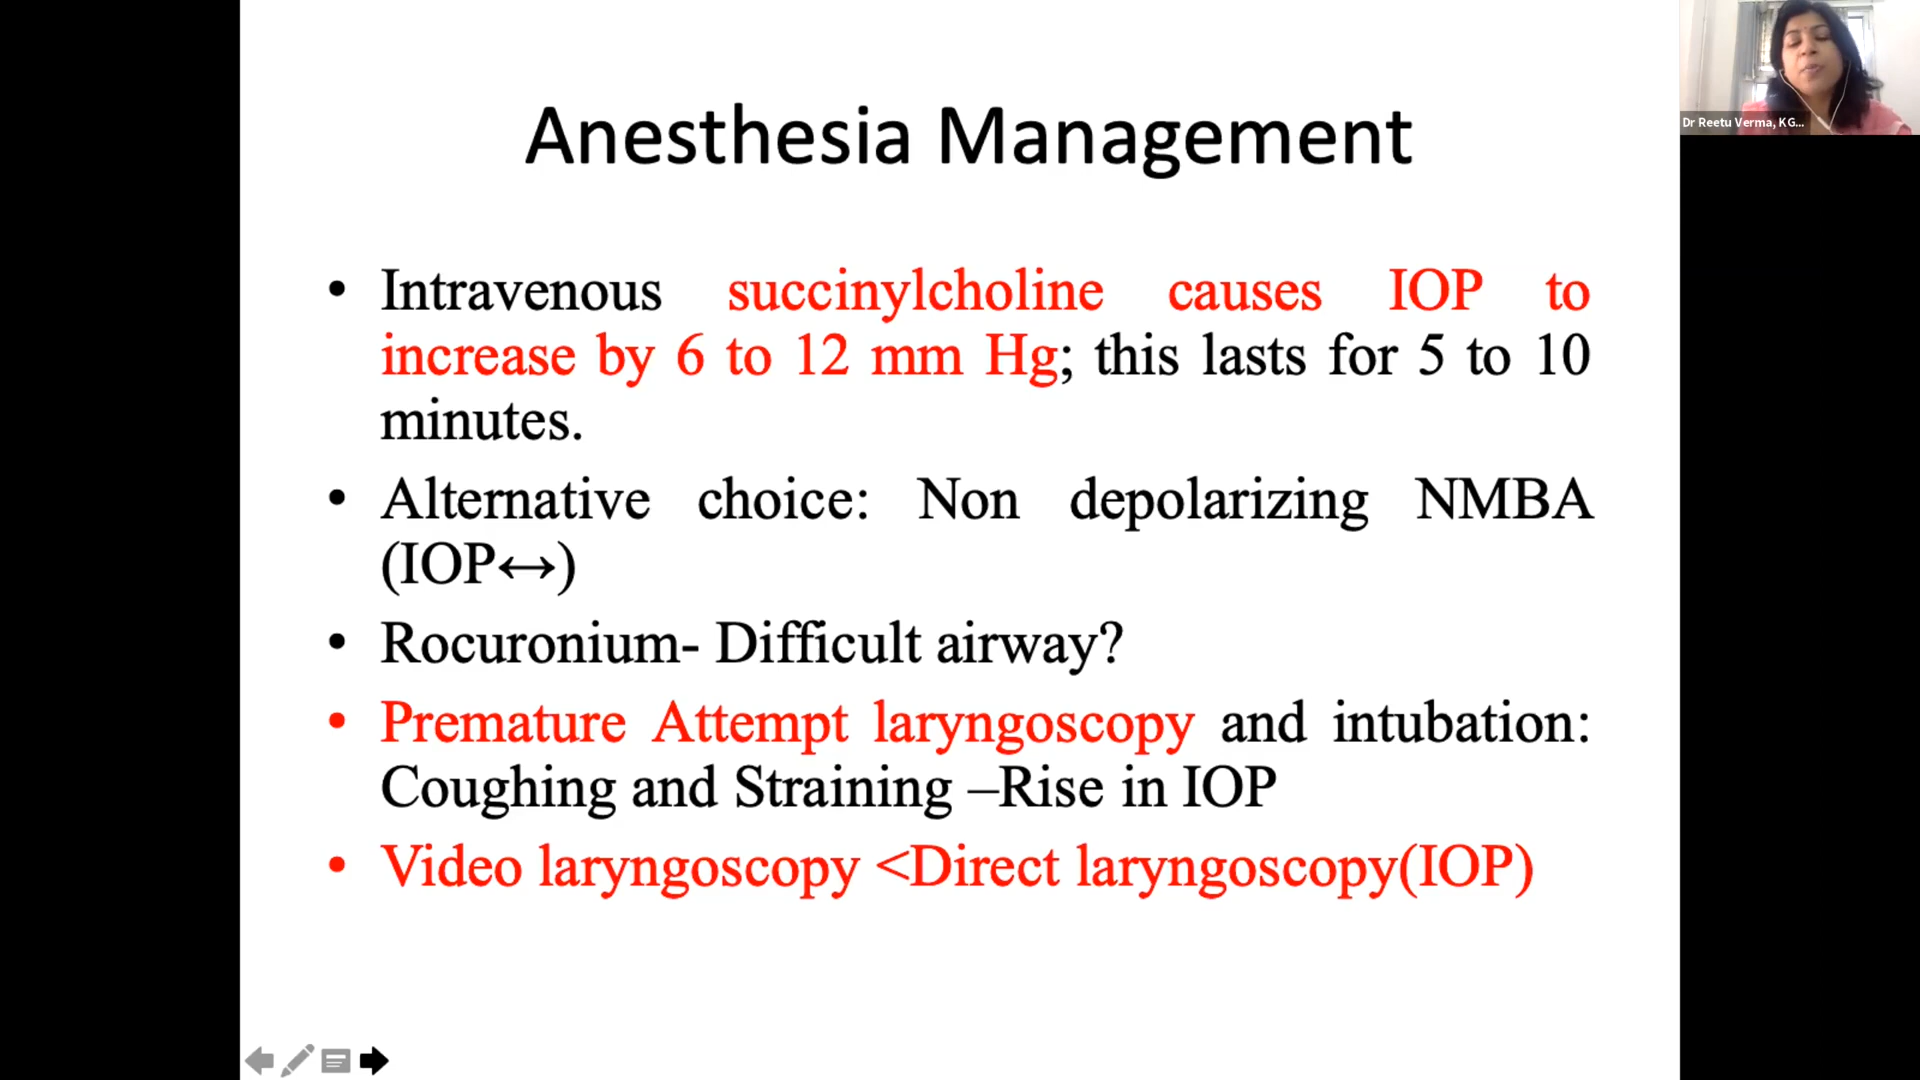 Anesthesia Management
• Intravenous succinylcholine causes IOP to
increase by 6 to 12 mm Hg; this lasts for 5 to 10
minutes.
• Alternative choice: Non depolarizing NMBA
(IOP↔)
• Rocuronium- Difficult airway?
• Premature Attempt laryngoscopy and intubation:
Coughing and Straining –Rise in IOP
• Video laryngoscopy <Direct laryngoscopy(IOP)
Dr Reetu Verma, KG...